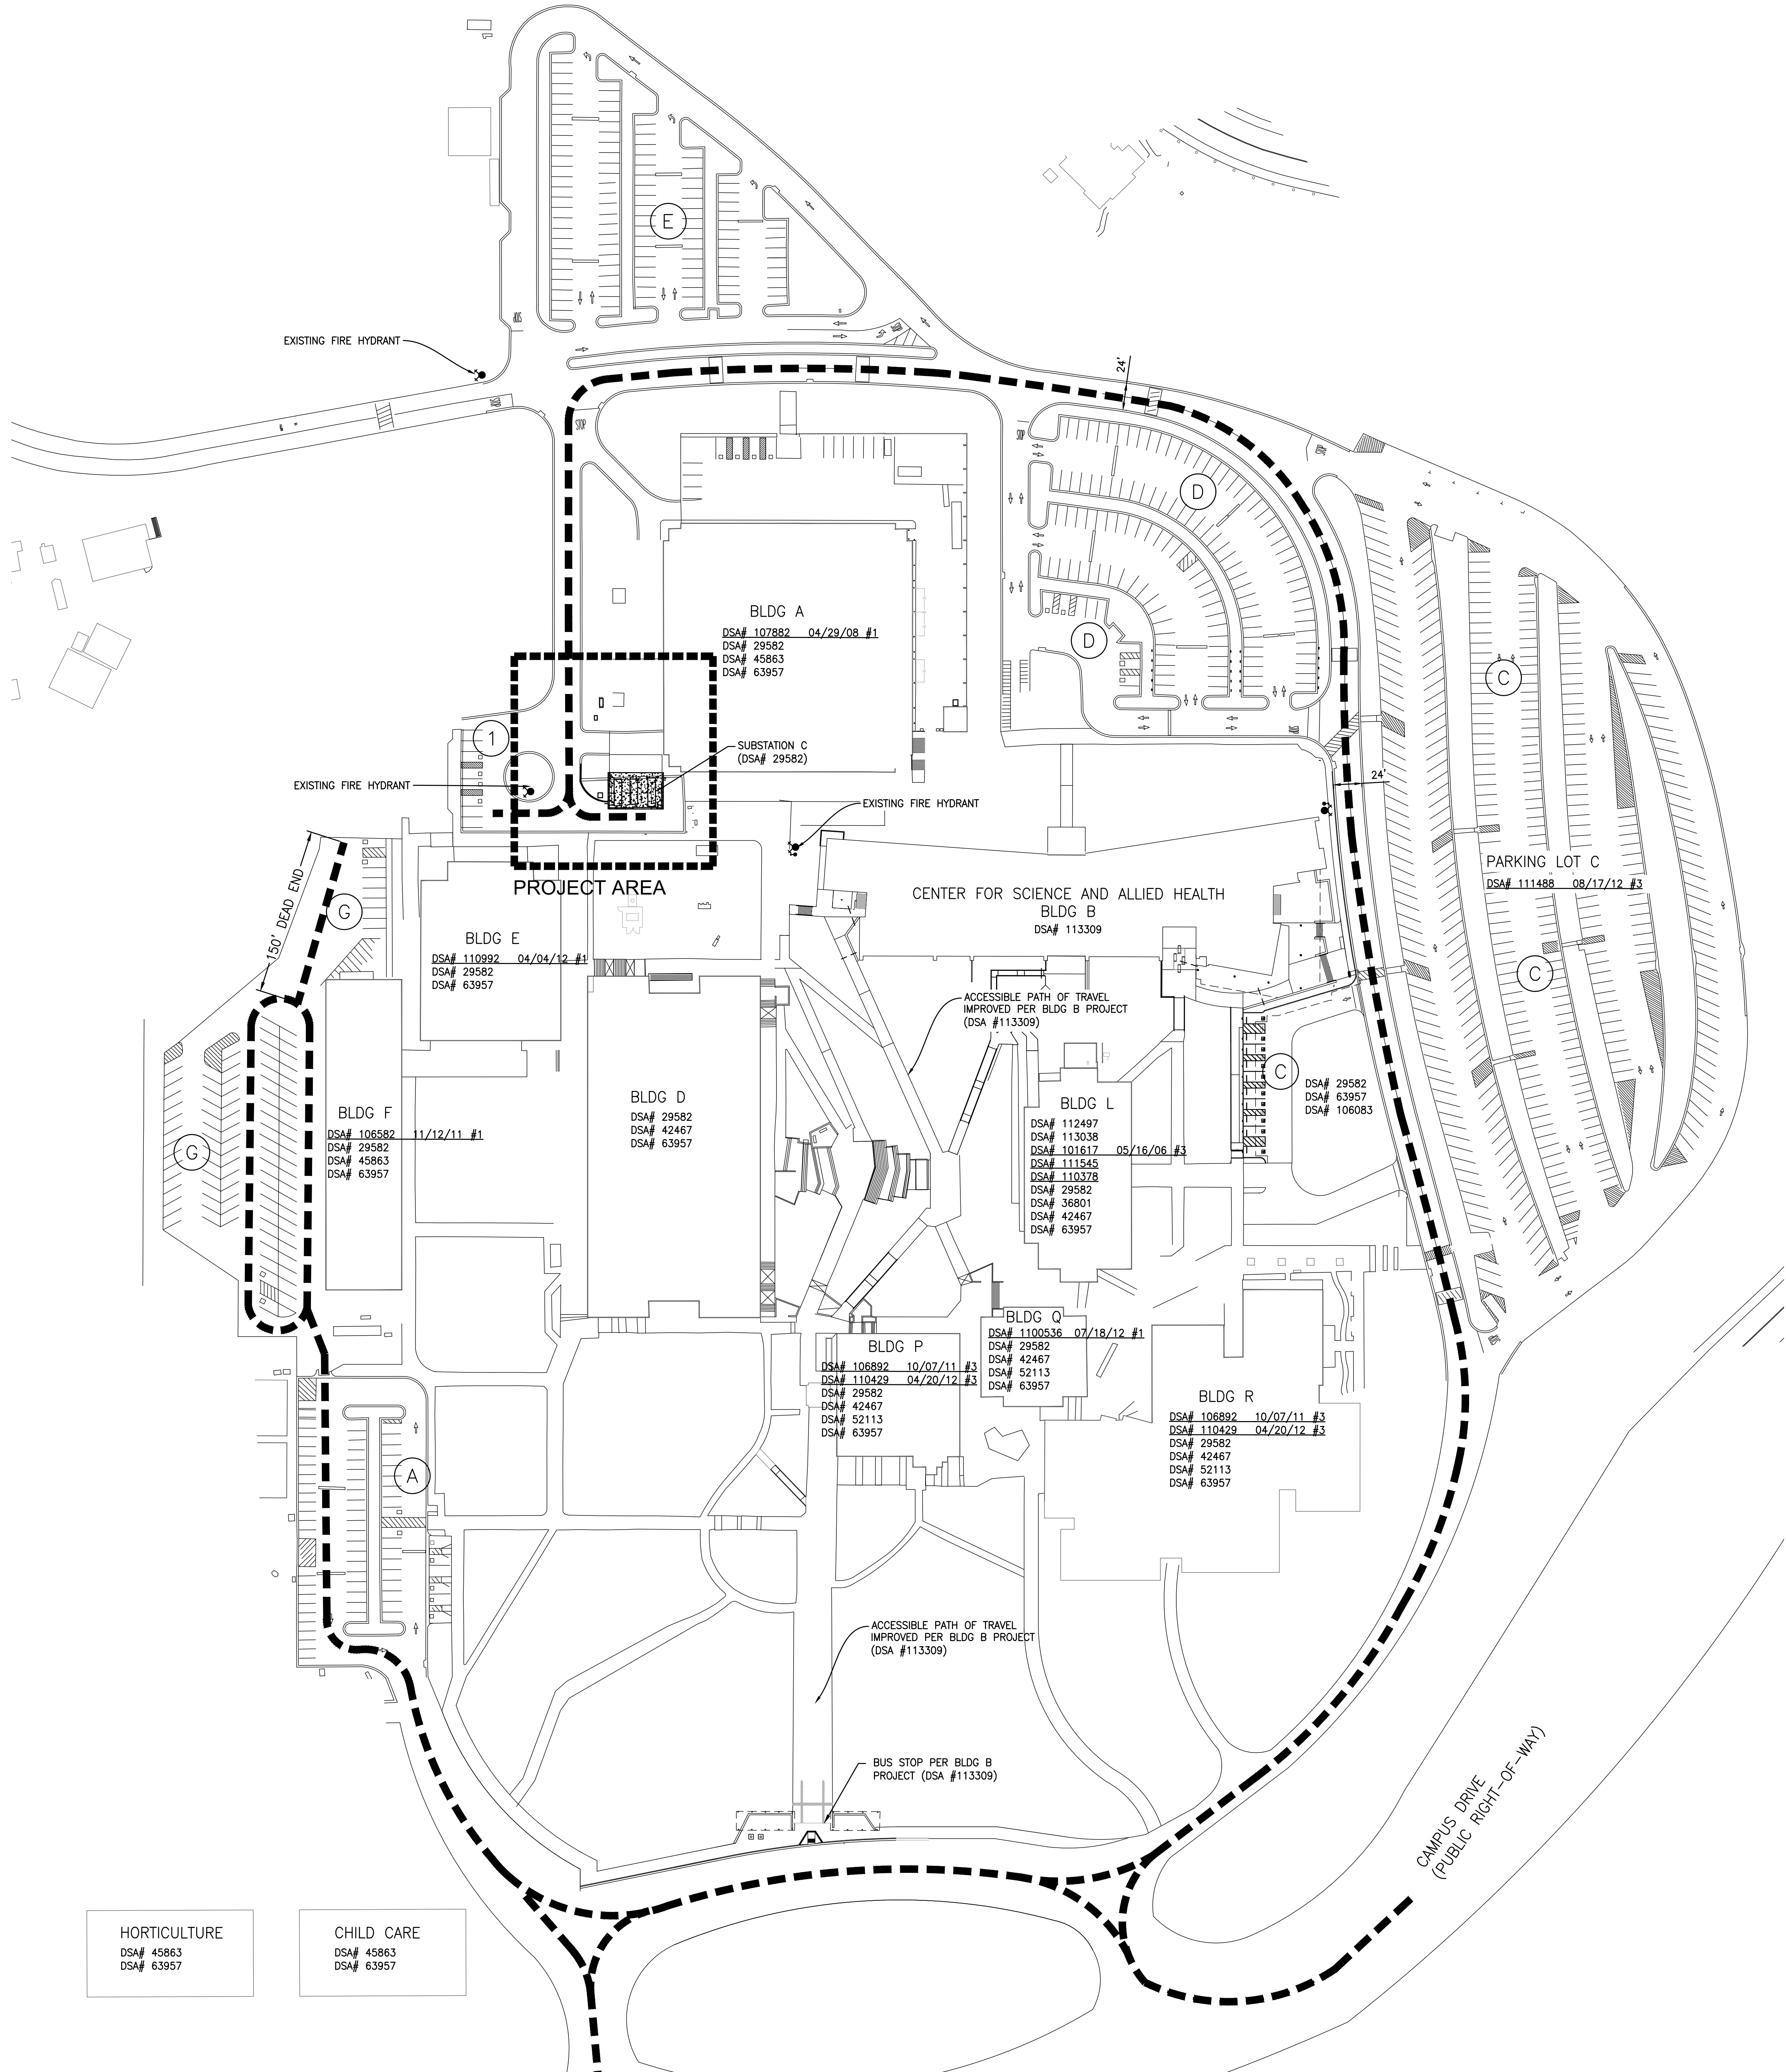 E
EXISTING FIRE HYDRANT
STOP
24'
STOP
STOP
STOP
D
D
C
BLDG A
DSA# 107882 04/29/08 #1
DSA# 29582
DSA# 45863
DSA# 63957
1
SUBSTATION C
(DSA# 29582)
EXISTING FIRE HYDRANT
EXISTING FIRE HYDRANT
24'
PROJECT AREA
150' DEAD END
G
CENTER FOR SCIENCE AND ALLIED HEALTH
BLDG B
DSA# 113309
PARKING LOT C
DSA# 111488 08/17/12 #3
C
BLDG E
DSA# 110992 04/04/12 #1
DSA# 29582
DSA# 63957
ACCESSIBLE PATH OF TRAVEL
IMPROVED PER BLDG B PROJECT
(DSA #113309)
C
DSA# 29582
DSA# 63957
DSA# 106083
G
BLDG F
DSA# 106582 11/12/11 #1
DSA# 29582
DSA# 45863
DSA# 63957
BLDG D
DSA# 29582
DSA# 42467
DSA# 63957
BLDG L
DSA# 112497
DSA# 113038
DSA# 101617 05/16/06 #3
DSA# 111545
DSA# 110378
DSA# 29582
DSA# 36801
DSA# 42467
DSA# 63957
BLDG P
DSA# 106892 10/07/11 #3
DSA# 110429 04/20/12 #3
DSA# 29582
DSA# 42467
DSA# 52113
DSA# 63957
BLDG Q
DSA# 1100536 07/18/12 #1
DSA# 29582
DSA# 42467
DSA# 52113
DSA# 63957
BLDG R
DSA# 106892 10/07/11 #3
DSA# 110429 04/20/12 #3
DSA# 29582
DSA# 42467
DSA# 52113
DSA# 63957
A
ACCESSIBLE PATH OF TRAVEL
IMPROVED PER BLDG B PROJECT
(DSA #113309)
BUS STOP PER BLDG B
PROJECT (DSA #113309)
CAMPUS DRIVE
(PUBLIC RIGHT-OF-WAY)
HORTICULTURE
DSA# 45863
DSA# 63957
CHILD CARE
DSA# 45863
DSA# 63957